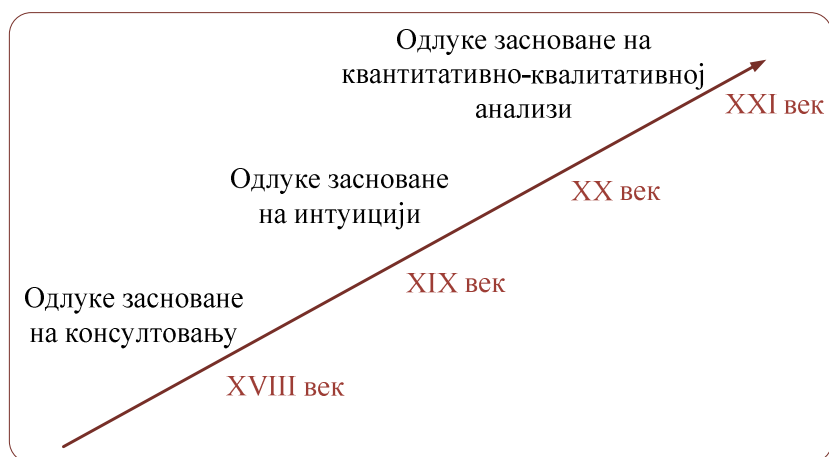 Одлуке засноване на
квантитативно-квалитативној
анализи
XXI век
Одлуке засноване
на интуицији
XX век
XIX век
Одлуке засноване
на консултовању
XVIII век